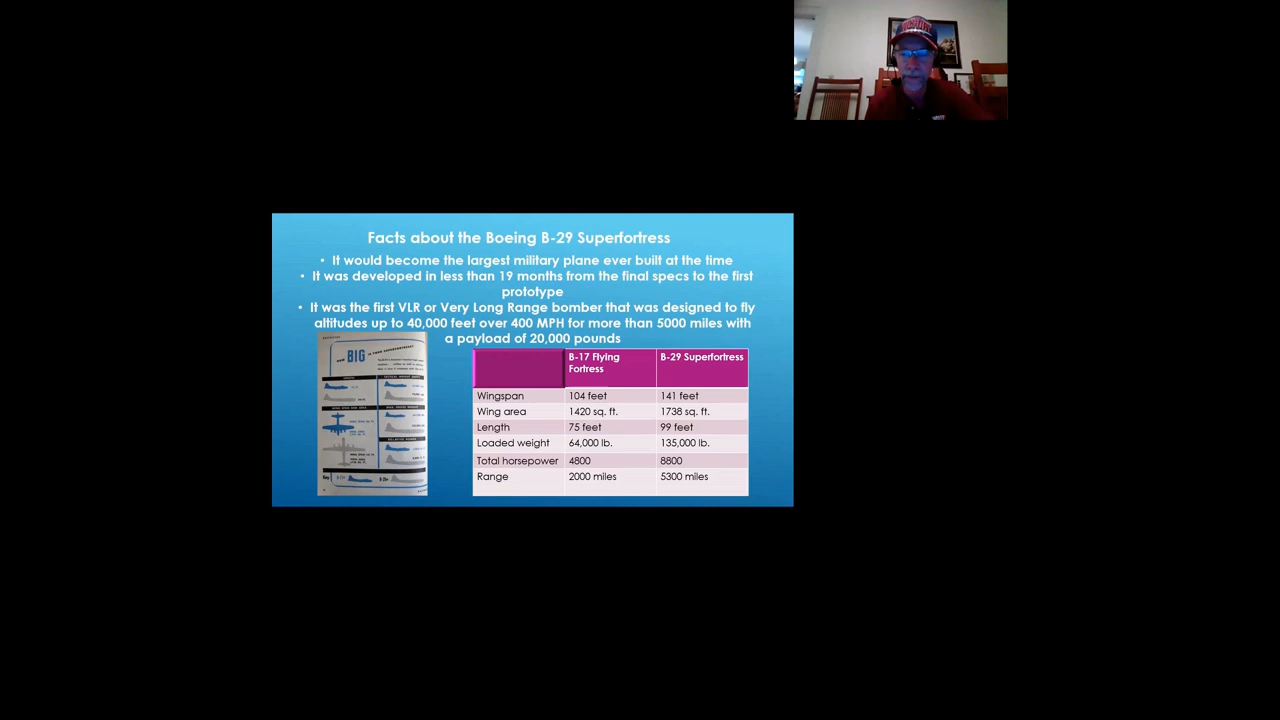 Facts about the Boeing B-29 Superfortress
• It would become the largest military plane ever built at the time
• It was developed in less than 19 months from the final specs to the first
prototype
• It was the first VLR or Very Long Range bomber that was designed to fly
altitudes up to 40,000 feet over 400 MPH for more than 5000 miles with
a payload of 20,000 pounds
BIG
B-17 Flying Fortress B-29 Superfortress
Wingspan 104 feet 141 feet
Wing area 1420 sq. ft. 1738 sq. ft.
Length 75 feet 99 feet
Loaded weight 64,000 lb. 135,000 lb.
Total horsepower 4800 8800
Range 2000 miles 5300 miles